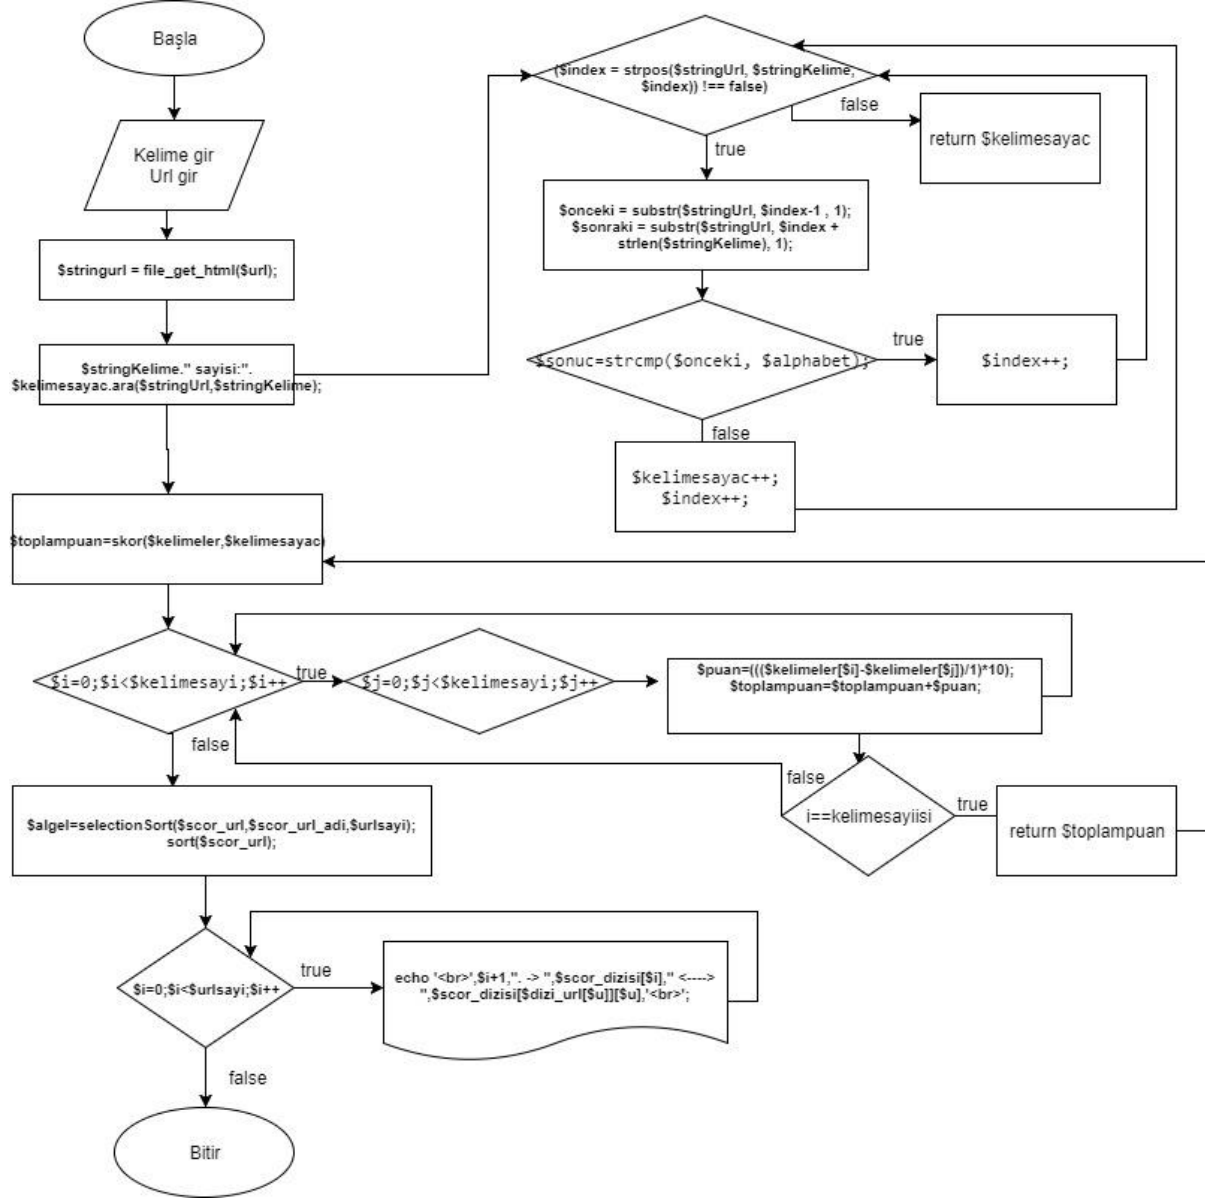 Başla
Kelime gir
Url gir
$stringurl = file_get_html($url);
$stringKelime." sayisi:".
$kelimesayac.ara($stringUrl,$stringKelime);
($index = strpos($stringUrl, $stringKelime,
$index)) !== false)
false
return $kelimesayac
true
$onceki = substr($stringUrl, $index-1 , 1);
$sonraki = substr($stringUrl, $index +
strlen($stringKelime), 1);
$sonuc=strcmp($onceki, $alphabet);
true
$index++;
false
$kelimesayac++;
$index++;
$toplampuan=skor($kelimeler,$kelimesayac)
$i=0;$i<$kelimesayi;$i++
true
$j=0;$j<$kelimesayi;$j++
$puan=((($kelimeler[$i]-$kelimeler[$j])/1)*10);
$toplampuan=$toplampuan+$puan;
false
false
i==kelimesayiisi
true
return $toplampuan
$algel=selectionSort($scor_url,$scor_url_adi,$urlsayi);
sort($scor_url);
$i=0;$i<$urlsayi;$i++
true
echo '<br>',$i+1,". -> ",$scor_dizisi[$i]," <---->
",$scor_dizisi[$dizi_url[$u]][$u],'<br>';
false
Bitir